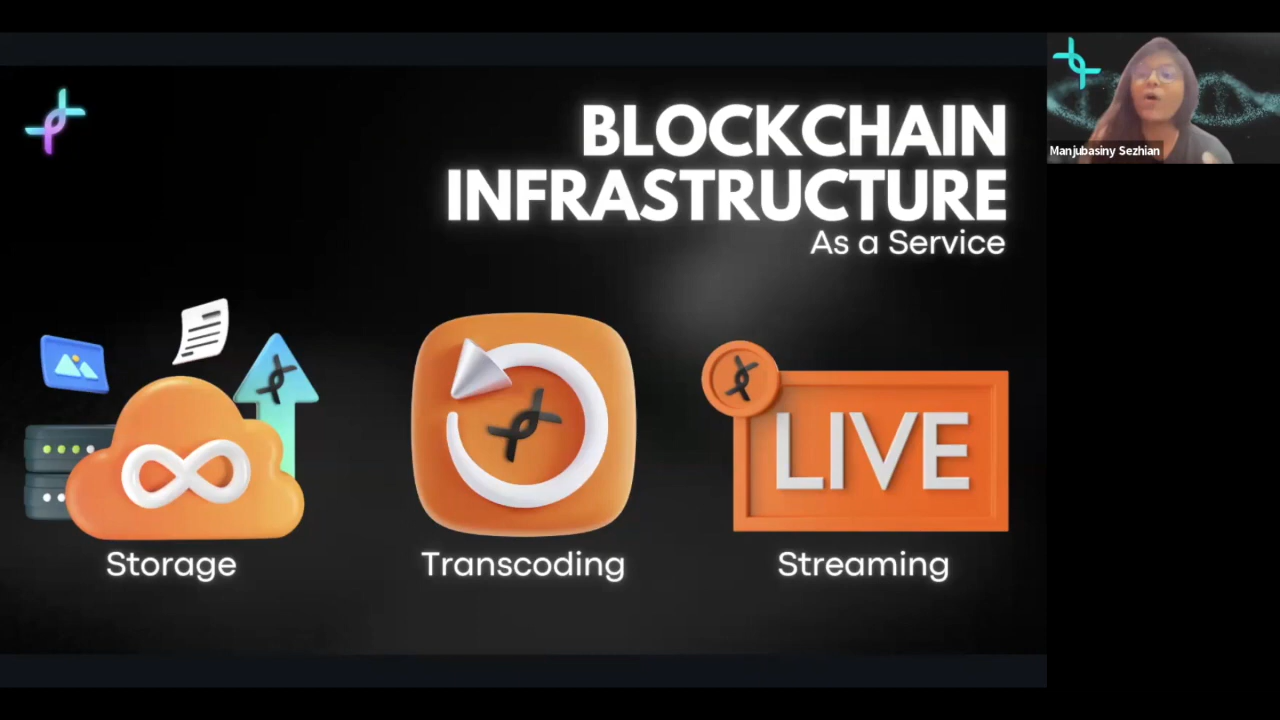 BLOCKCHAIN
INFRASTRUCTURE
As a Service
Manjubasiny Sezhian
LIVE
Storage
Transcoding
Streaming